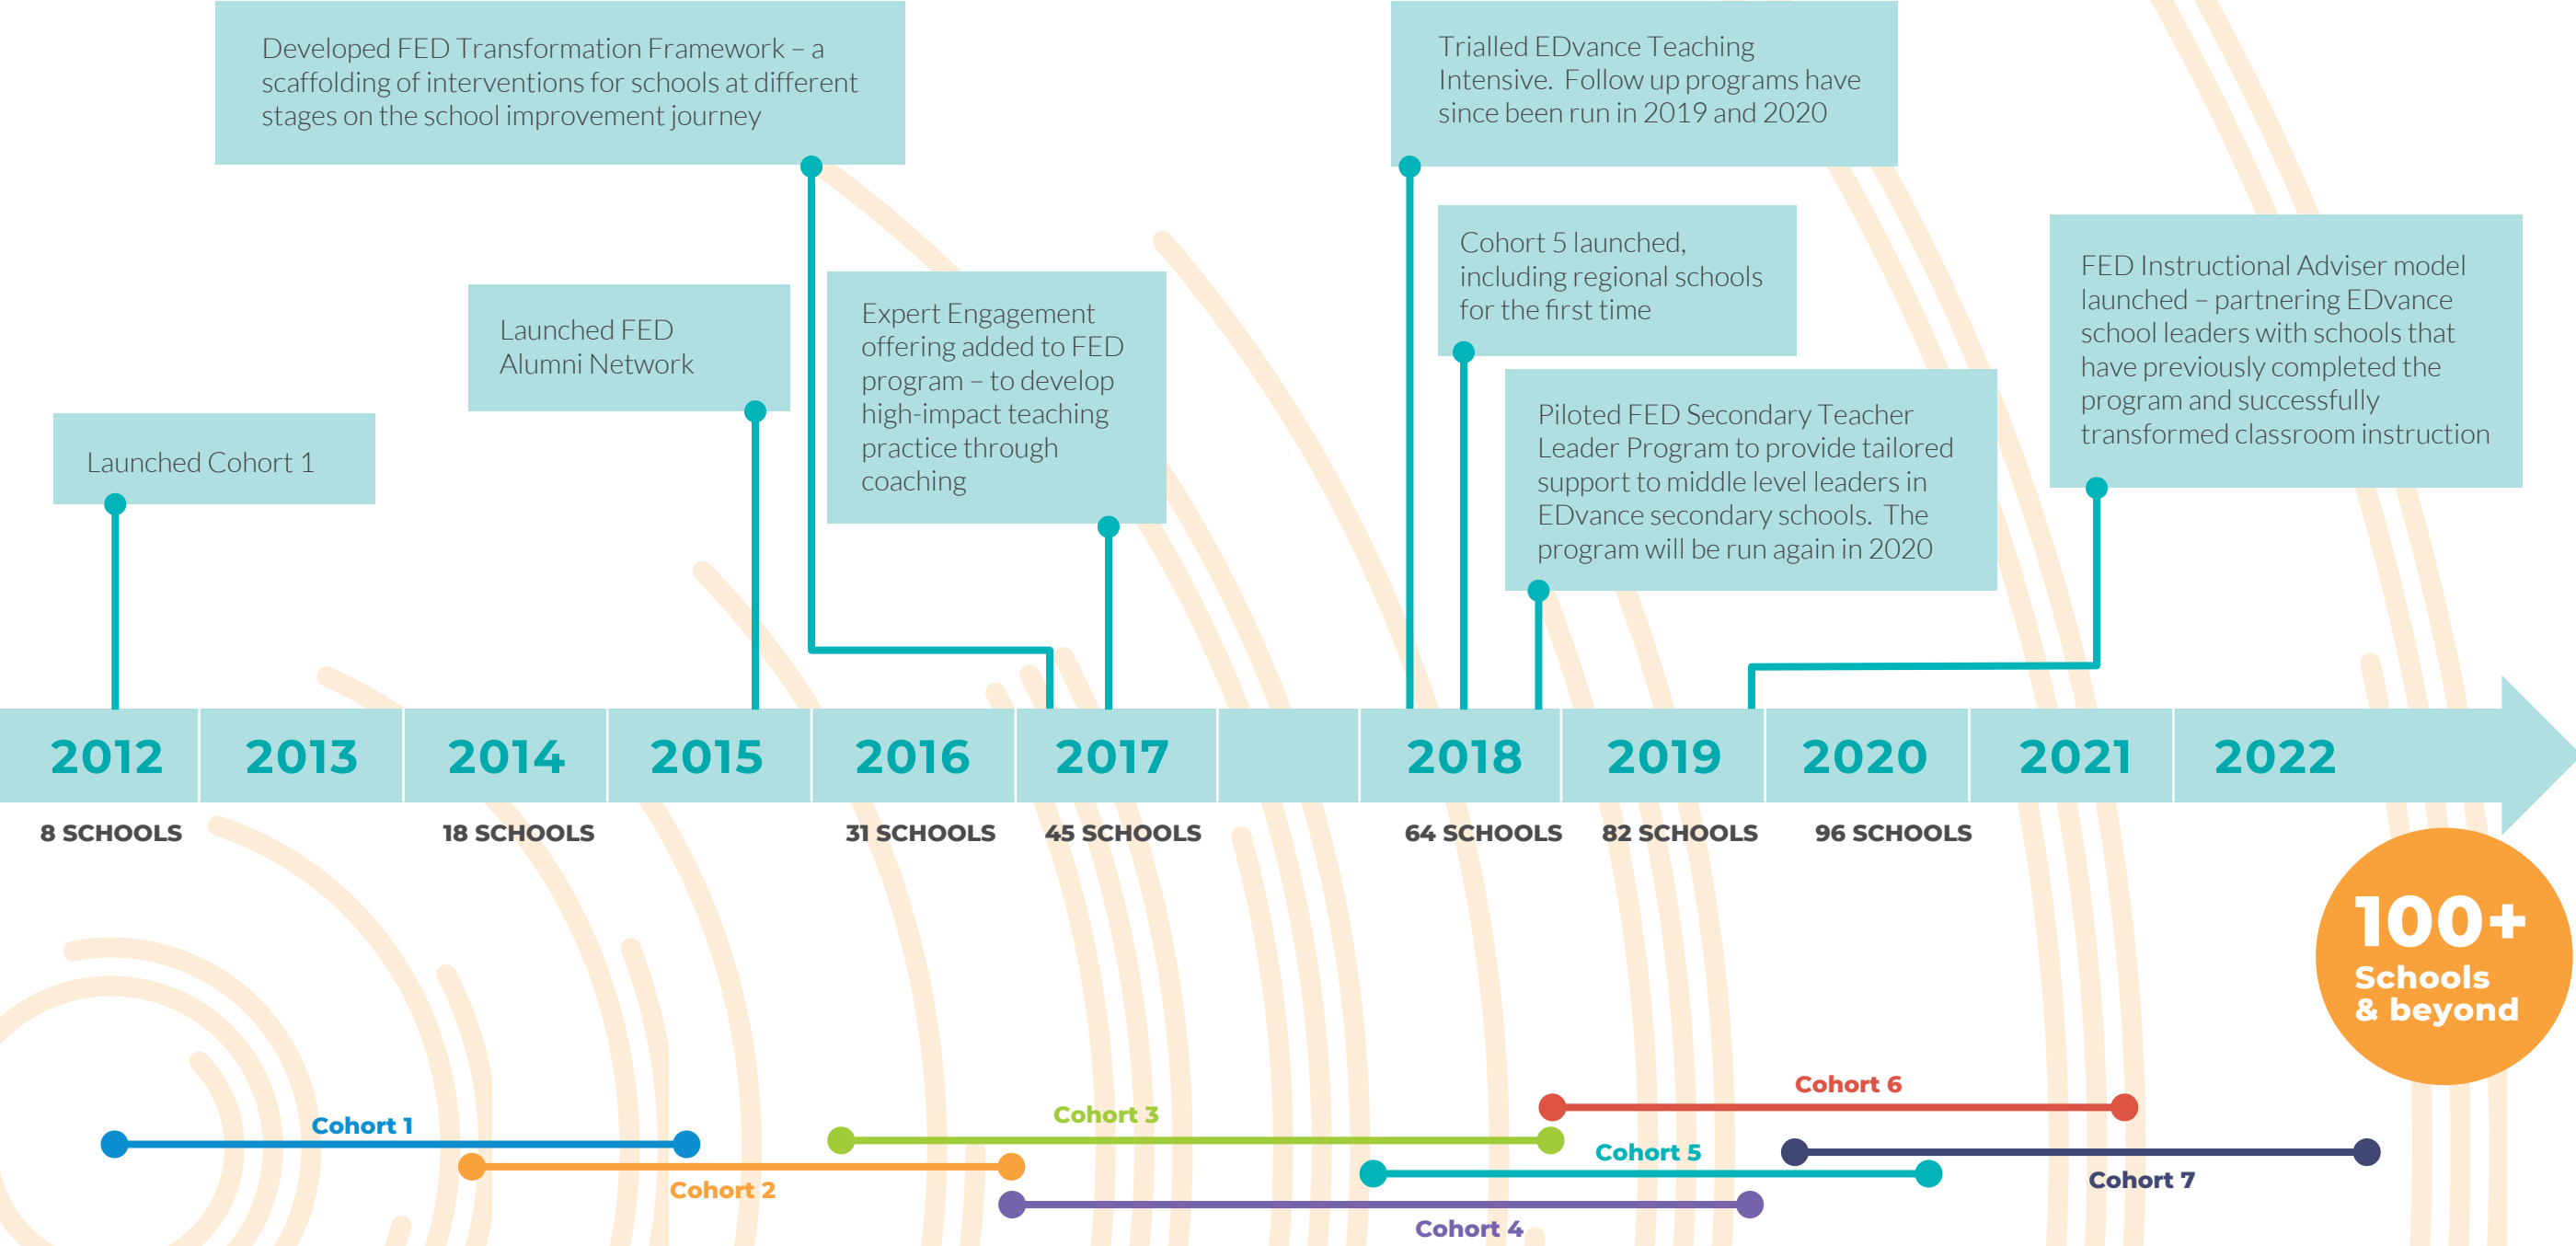 Developed FED Transformation Framework – a
scaffolding of interventions for schools at different
stages on the school improvement journey
Trialled EDvance Teaching
Intensive. Follow up programs have
since been run in 2019 and 2020
Cohort 5 launched,
including regional schools
for the first time
FED Instructional Adviser model
launched – partnering EDvance
school leaders with schools that
have previously completed the
program and successfully
transformed classroom instruction
Launched FED
Alumni Network
Expert Engagement
offering added to FED
program – to develop
high-impact teaching
practice through
coaching
Piloted FED Secondary Teacher
Leader Program to provide tailored
support to middle level leaders in
EDvance secondary schools. The
program will be run again in 2020
Launched Cohort 1
2012 2013 2014 2015 2016 2017 2018 2019 2020 2021 2022
8 SCHOOLS 18 SCHOOLS 31 SCHOOLS 45 SCHOOLS 64 SCHOOLS 82 SCHOOLS 96 SCHOOLS
100+
Schools
& beyond
Cohort 1
Cohort 2
Cohort 3
Cohort 4
Cohort 5
Cohort 6
Cohort 7